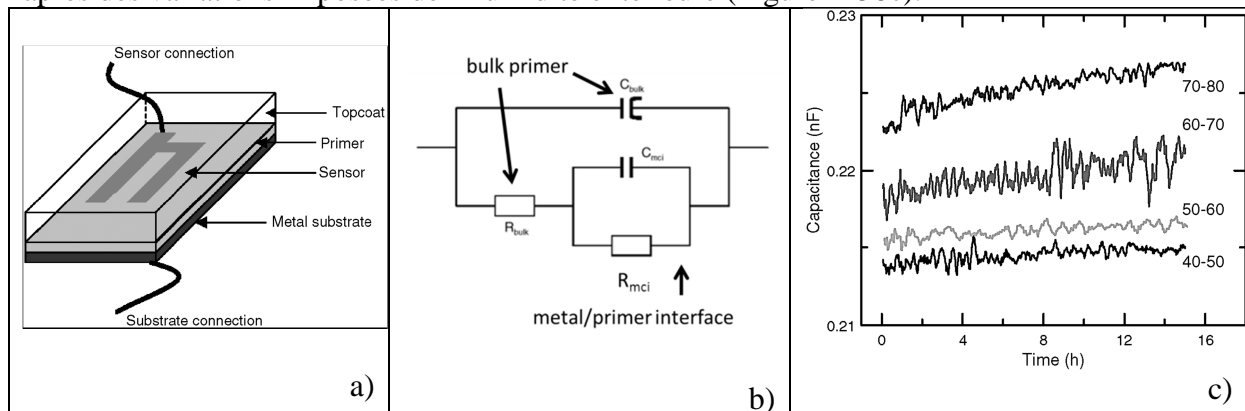 Sensor connection
Topcoat
Primer
Sensor
Metal substrate
Substrate connection
a)
bulk primer
C_bulk
C_mci
R_bulk
R_mci
metal/primer interface
b)
0.23
0.22
0.21
Capacitance (nF)
70-80
60-70
50-60
40-50
0 4 8 12 16
Time (h)
c)